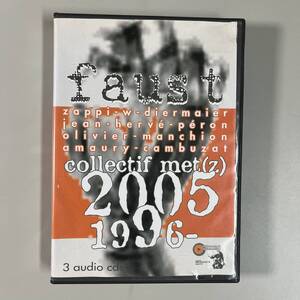 faust
zappi-w-diermaier
jean-hervé-péron
olivier-manchion
amaury-cambuzat
collectif met(z)
2005
1996-
3 audio cd